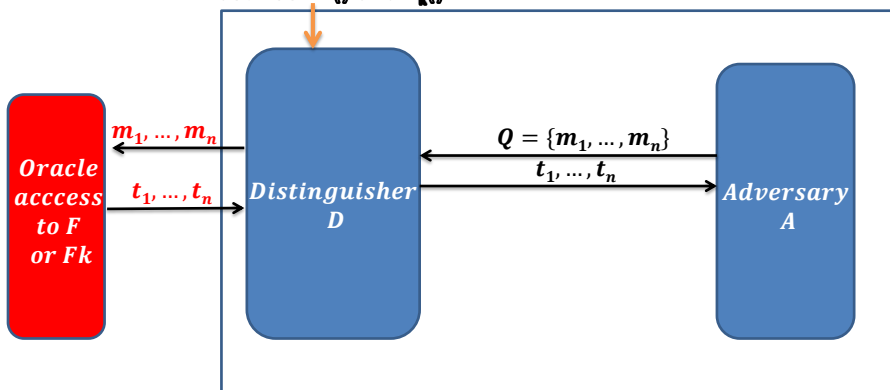 m₁, … , mₙ
t₁, … , tₙ
Oracle
acccess
to F
or Fk
Distinguisher
D
Q = {m₁, … , mₙ}
t₁, … , tₙ
Adversary
A